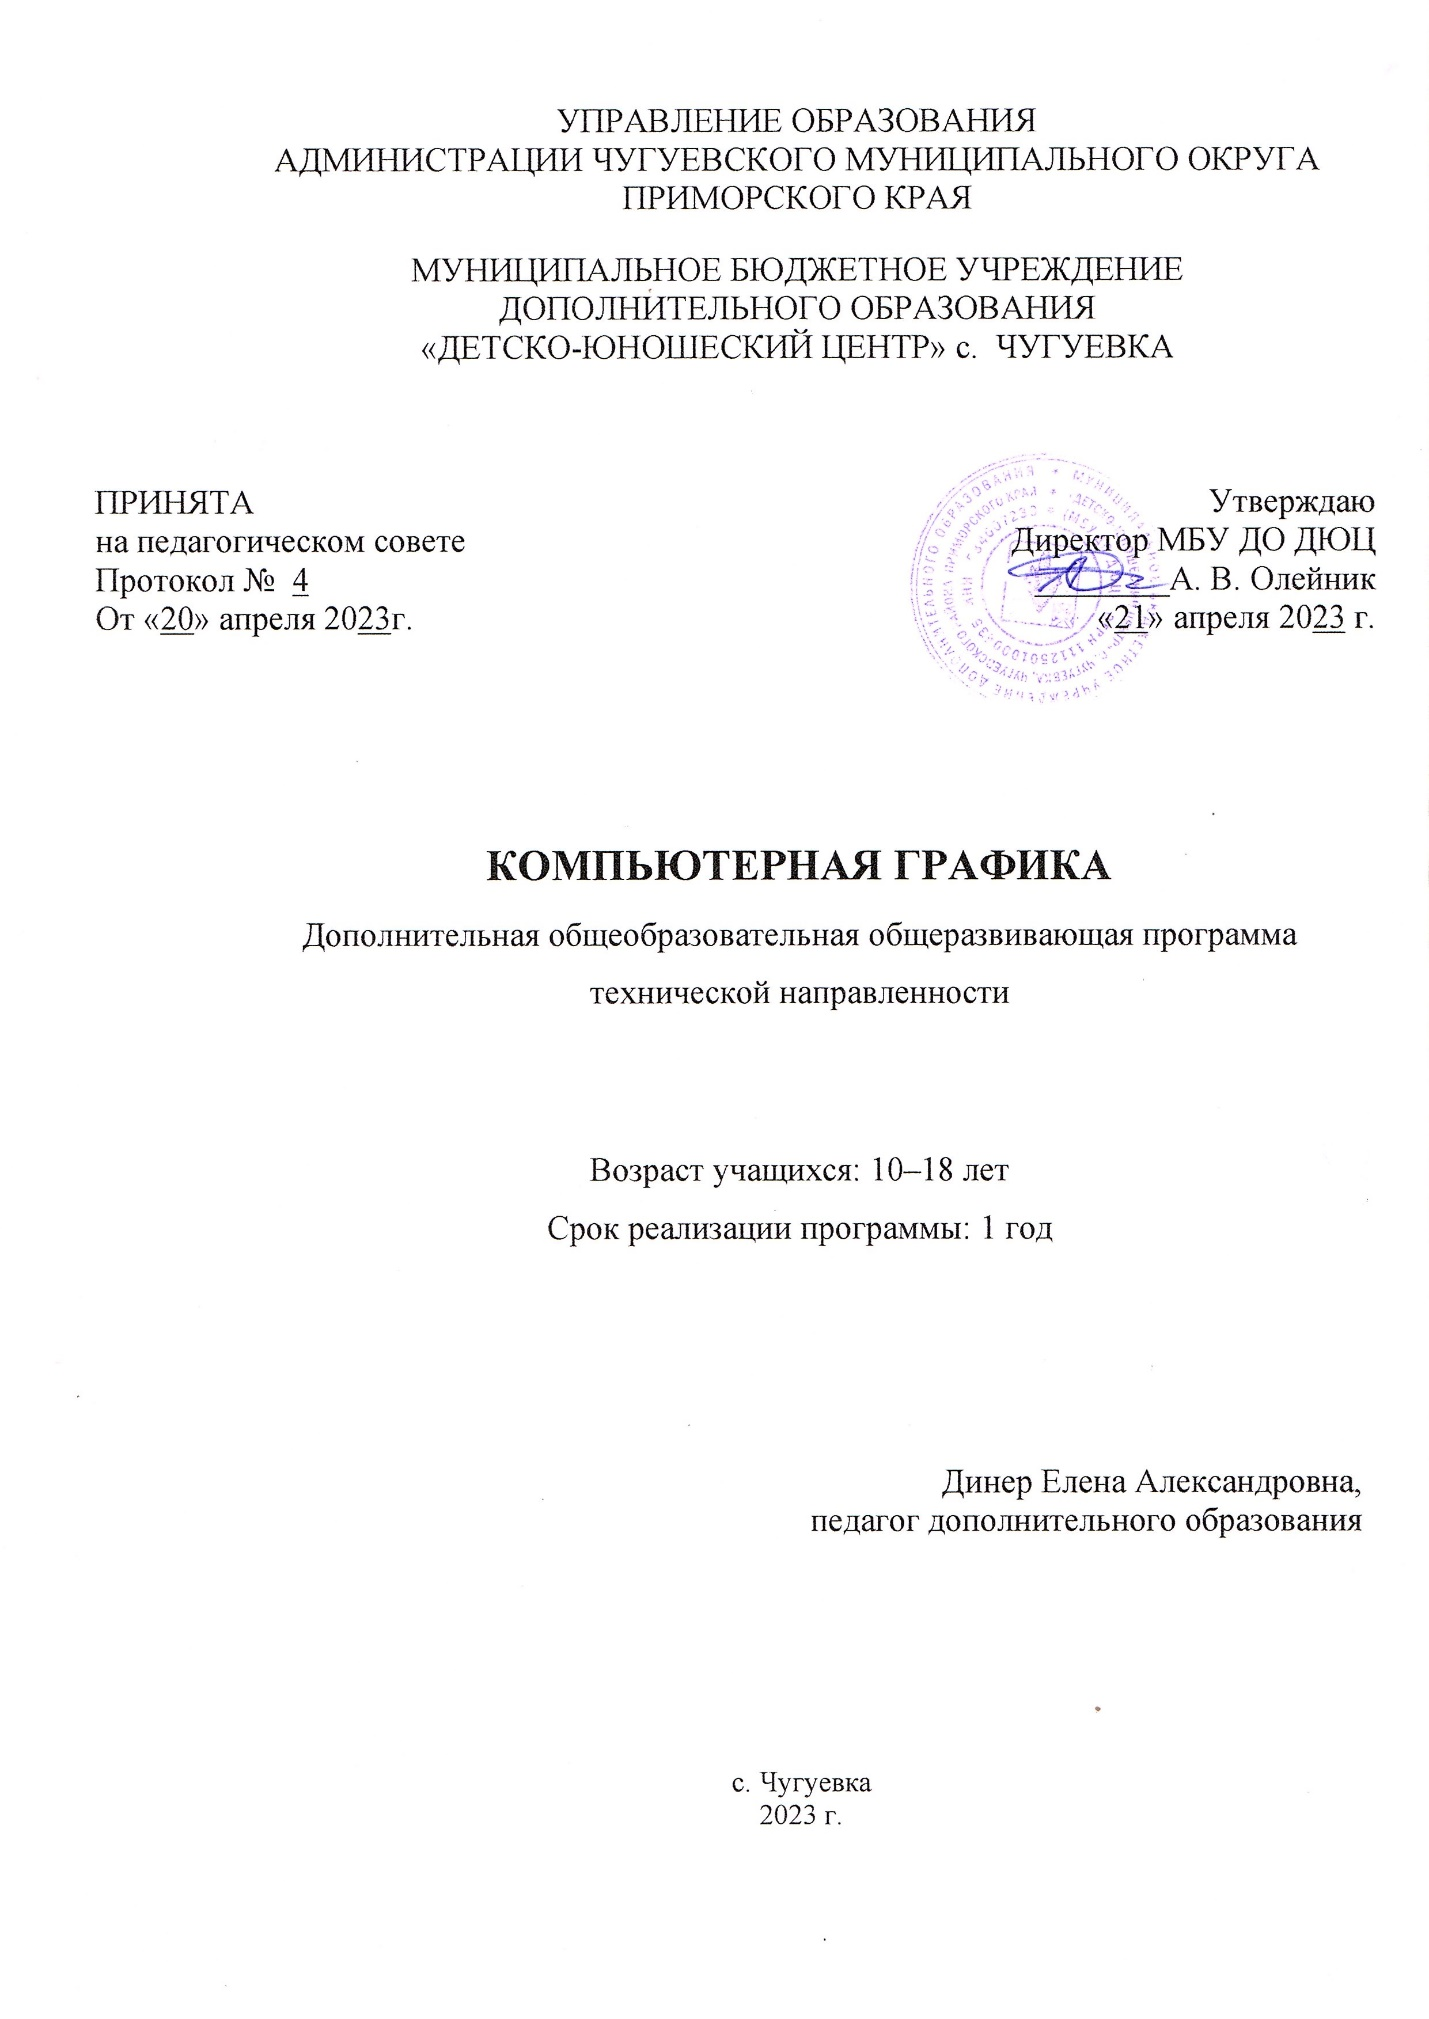 УПРАВЛЕНИЕ ОБРАЗОВАНИЯ
АДМИНИСТРАЦИИ ЧУГУЕВСКОГО МУНИЦИПАЛЬНОГО ОКРУГА
ПРИМОРСКОГО КРАЯ
МУНИЦИПАЛЬНОЕ БЮДЖЕТНОЕ УЧРЕЖДЕНИЕ
ДОПОЛНИТЕЛЬНОГО ОБРАЗОВАНИЯ
«ДЕТСКО-ЮНОШЕСКИЙ ЦЕНТР» с. ЧУГУЕВКА
ПРИНЯТА
на педагогическом совете
Протокол № 4
От «20» апреля 2023г.
Утверждаю
Директор МБУ ДО ДЮЦ
________А. В. Олейник
«21» апреля 2023 г.
КОМПЬЮТЕРНАЯ ГРАФИКА
Дополнительная общеобразовательная общеразвивающая программа
технической направленности
Возраст учащихся: 10–18 лет
Срок реализации программы: 1 год
Динер Елена Александровна,
педагог дополнительного образования
с. Чугуевка
2023 г.